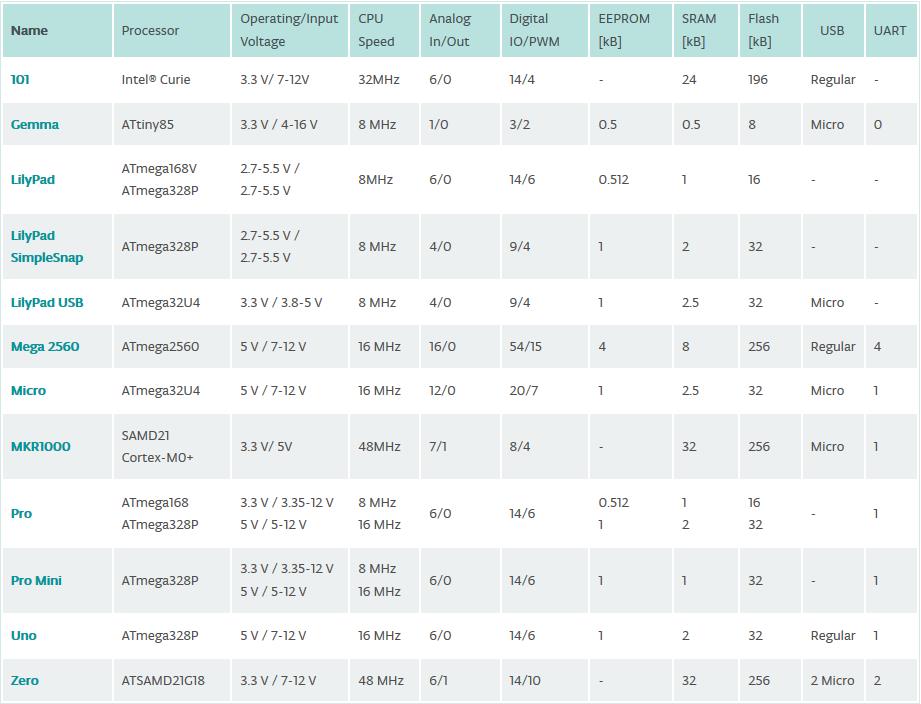 Name Processor Operating/Input Voltage CPU Speed Analog In/Out Digital IO/PWM EEPROM [kB] SRAM [kB] Flash [kB] USB UART
101 Intel® Curie 3.3 V/ 7-12V 32MHz 6/0 14/4 - 24 196 Regular -
Gemma ATtiny85 3.3 V / 4-16 V 8 MHz 1/0 3/2 0.5 0.5 8 Micro 0
LilyPad ATmega168V ATmega328P 2.7-5.5 V / 2.7-5.5 V 8MHz 6/0 14/6 0.512 1 16 - -
LilyPad SimpleSnap ATmega328P 2.7-5.5 V / 2.7-5.5 V 8 MHz 4/0 9/4 1 2 32 - -
LilyPad USB ATmega32U4 3.3 V / 3.8-5 V 8 MHz 4/0 9/4 1 2.5 32 Micro -
Mega 2560 ATmega2560 5 V / 7-12 V 16 MHz 16/0 54/15 4 8 256 Regular 4
Micro ATmega32U4 5 V / 7-12 V 16 MHz 12/0 20/7 1 2.5 32 Micro 1
MKR1000 SAMD21 Cortex-M0+ 3.3 V/ 5V 48MHz 7/1 8/4 - 32 256 Micro 1
Pro ATmega168 ATmega328P 3.3 V / 3.35-12 V 5 V / 5-12 V 8 MHz 16 MHz 6/0 14/6 0.512 1 1 2 16 32 - 1
Pro Mini ATmega328P 3.3 V / 3.35-12 V 5 V / 5-12 V 8 MHz 16 MHz 6/0 14/6 1 1 32 - 1
Uno ATmega328P 5 V / 7-12 V 16 MHz 6/0 14/6 1 2 32 Regular 1
Zero ATSAMD21G18 3.3 V / 7-12 V 48 MHz 6/1 14/10 - 32 256 2 Micro 2